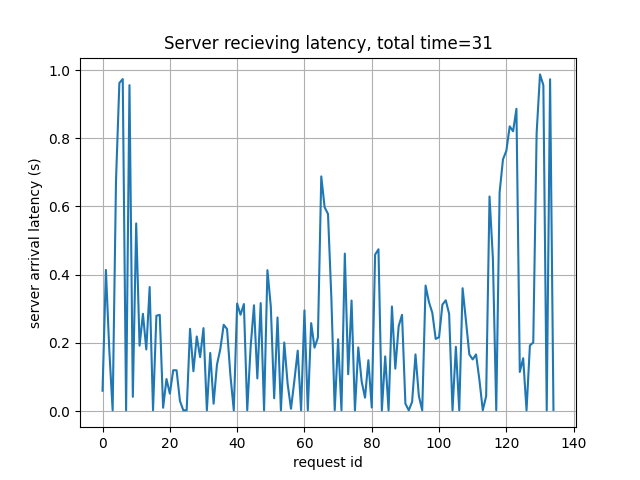 Server recieving latency, total time=31
1.0
0.8
0.6
0.4
0.2
0.0
server arrival latency (s)
0 20 40 60 80 100 120 140
request id